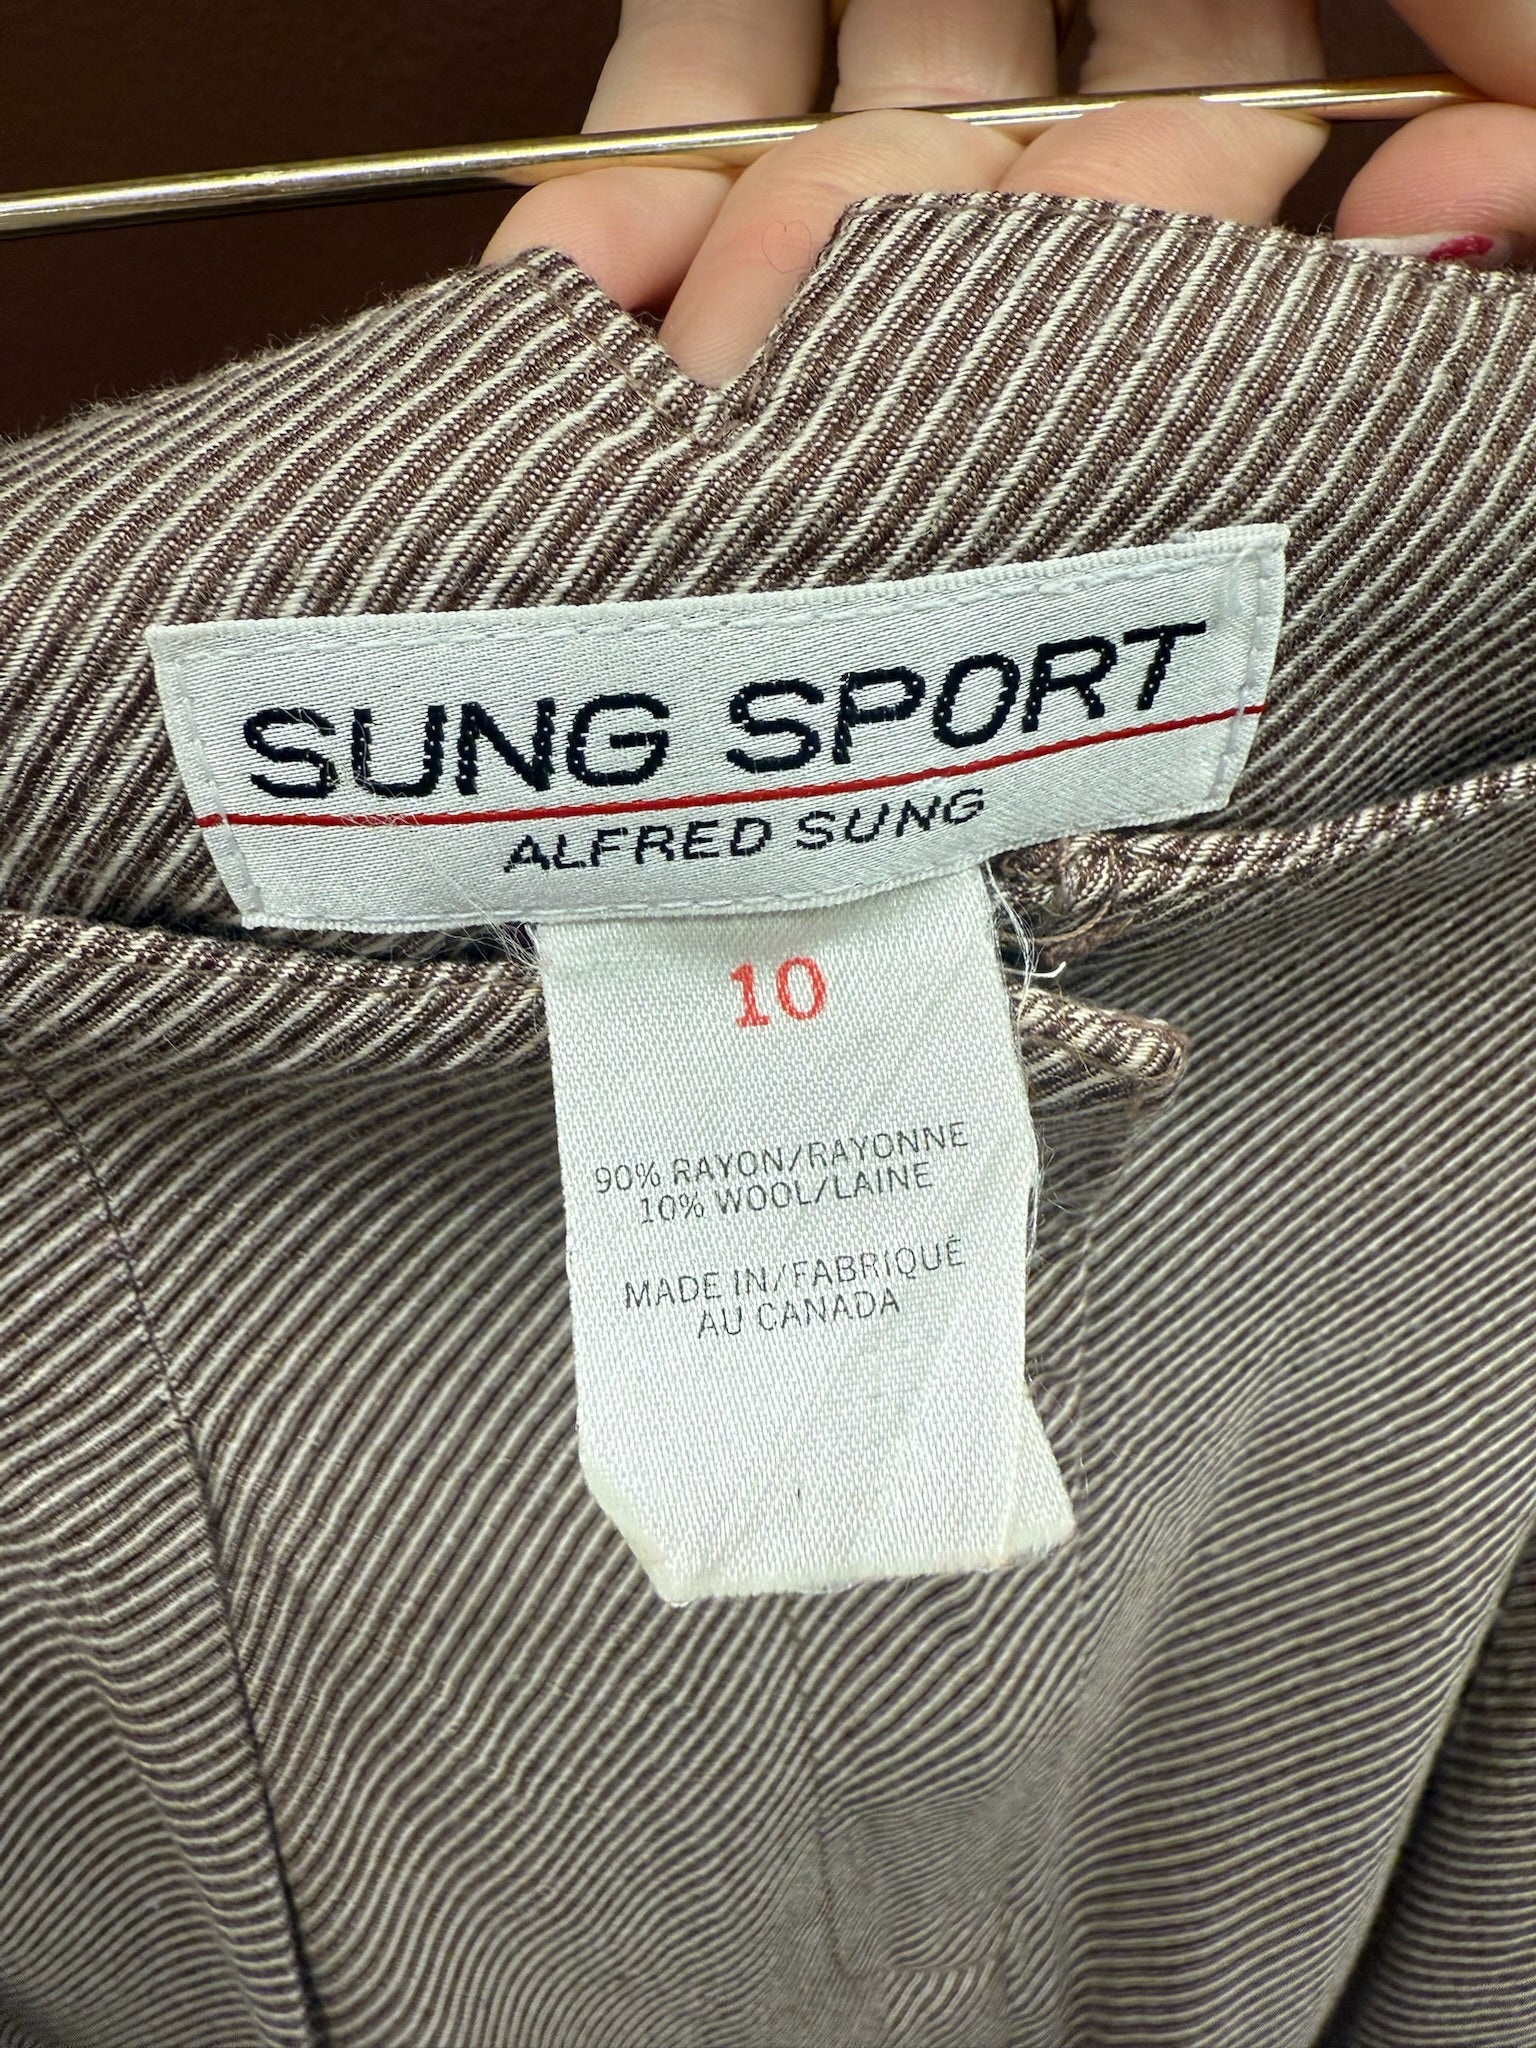 SUNG SPORT
ALFRED SUNG
10
90% RAYON/RAYONNE
10% WOOL/LAINE
MADE IN/FABRIQUÉ
AU CANADA